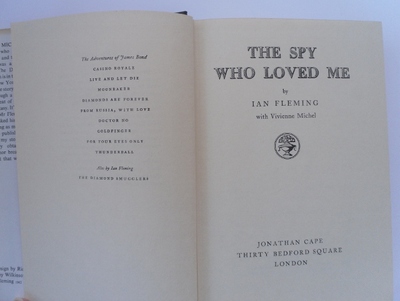 The Adventures of James Bond
CASINO ROYALE
LIVE AND LET DIE
MOONRAKER
DIAMONDS ARE FOREVER
FROM RUSSIA, WITH LOVE
DOCTOR NO
GOLDFINGER
FOR YOUR EYES ONLY
THUNDERBALL
Also by Ian Fleming
THE DIAMOND SMUGGLERS
THE SPY
WHO LOVED ME
by
IAN FLEMING
with Vivienne Michel
JONATHAN CAPE
THIRTY BEDFORD SQUARE
LONDON